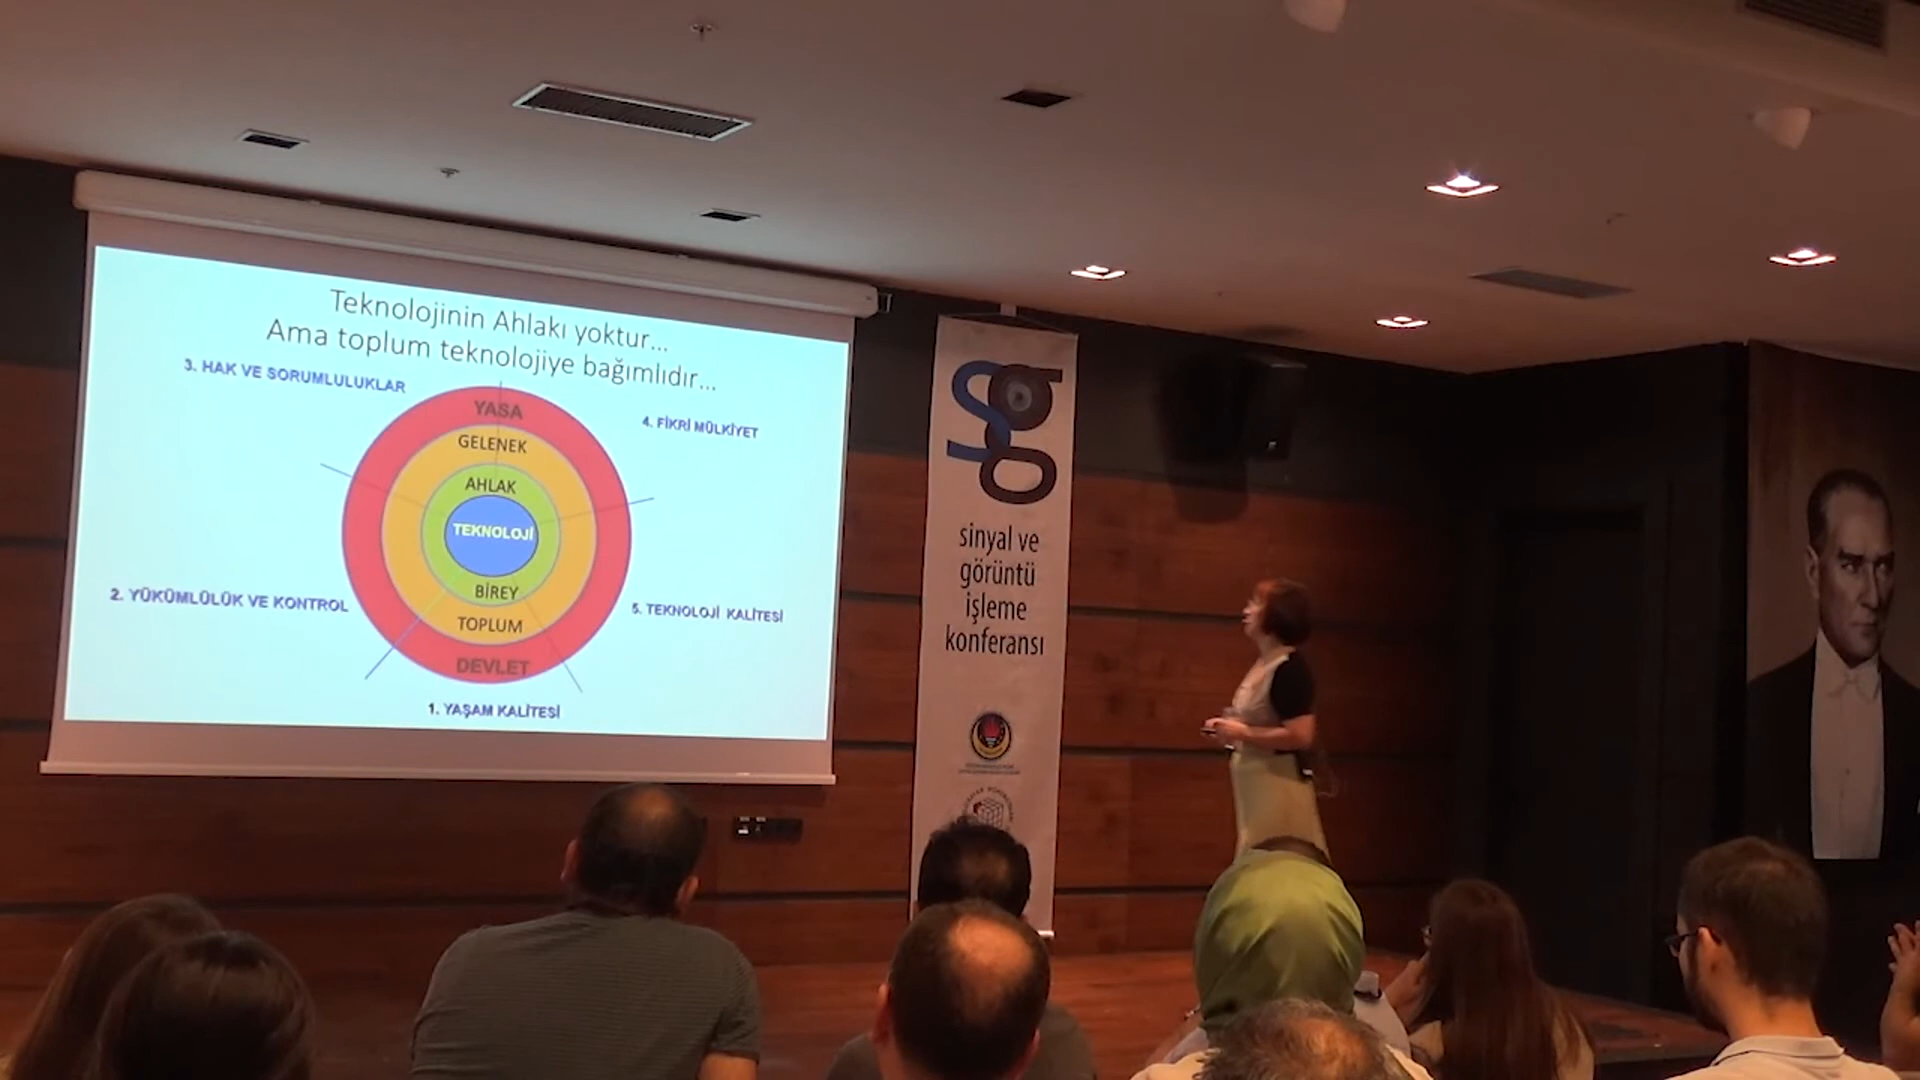 Teknolojinin Ahlakı yoktur...
Ama toplum teknolojiye bağımlıdır...
3. HAK VE SORUMLULUKLAR
4. FİKRİ MÜLKİYET
YASA
GELENEK
AHLAK
TEKNOLOJİ
BİREY
TOPLUM
DEVLET
2. YÜKÜMLÜLÜK VE KONTROL
5. TEKNOLOJİ KALİTESİ
1. YAŞAM KALİTESİ
sg
sinyal ve
görüntü
işleme
konferansı